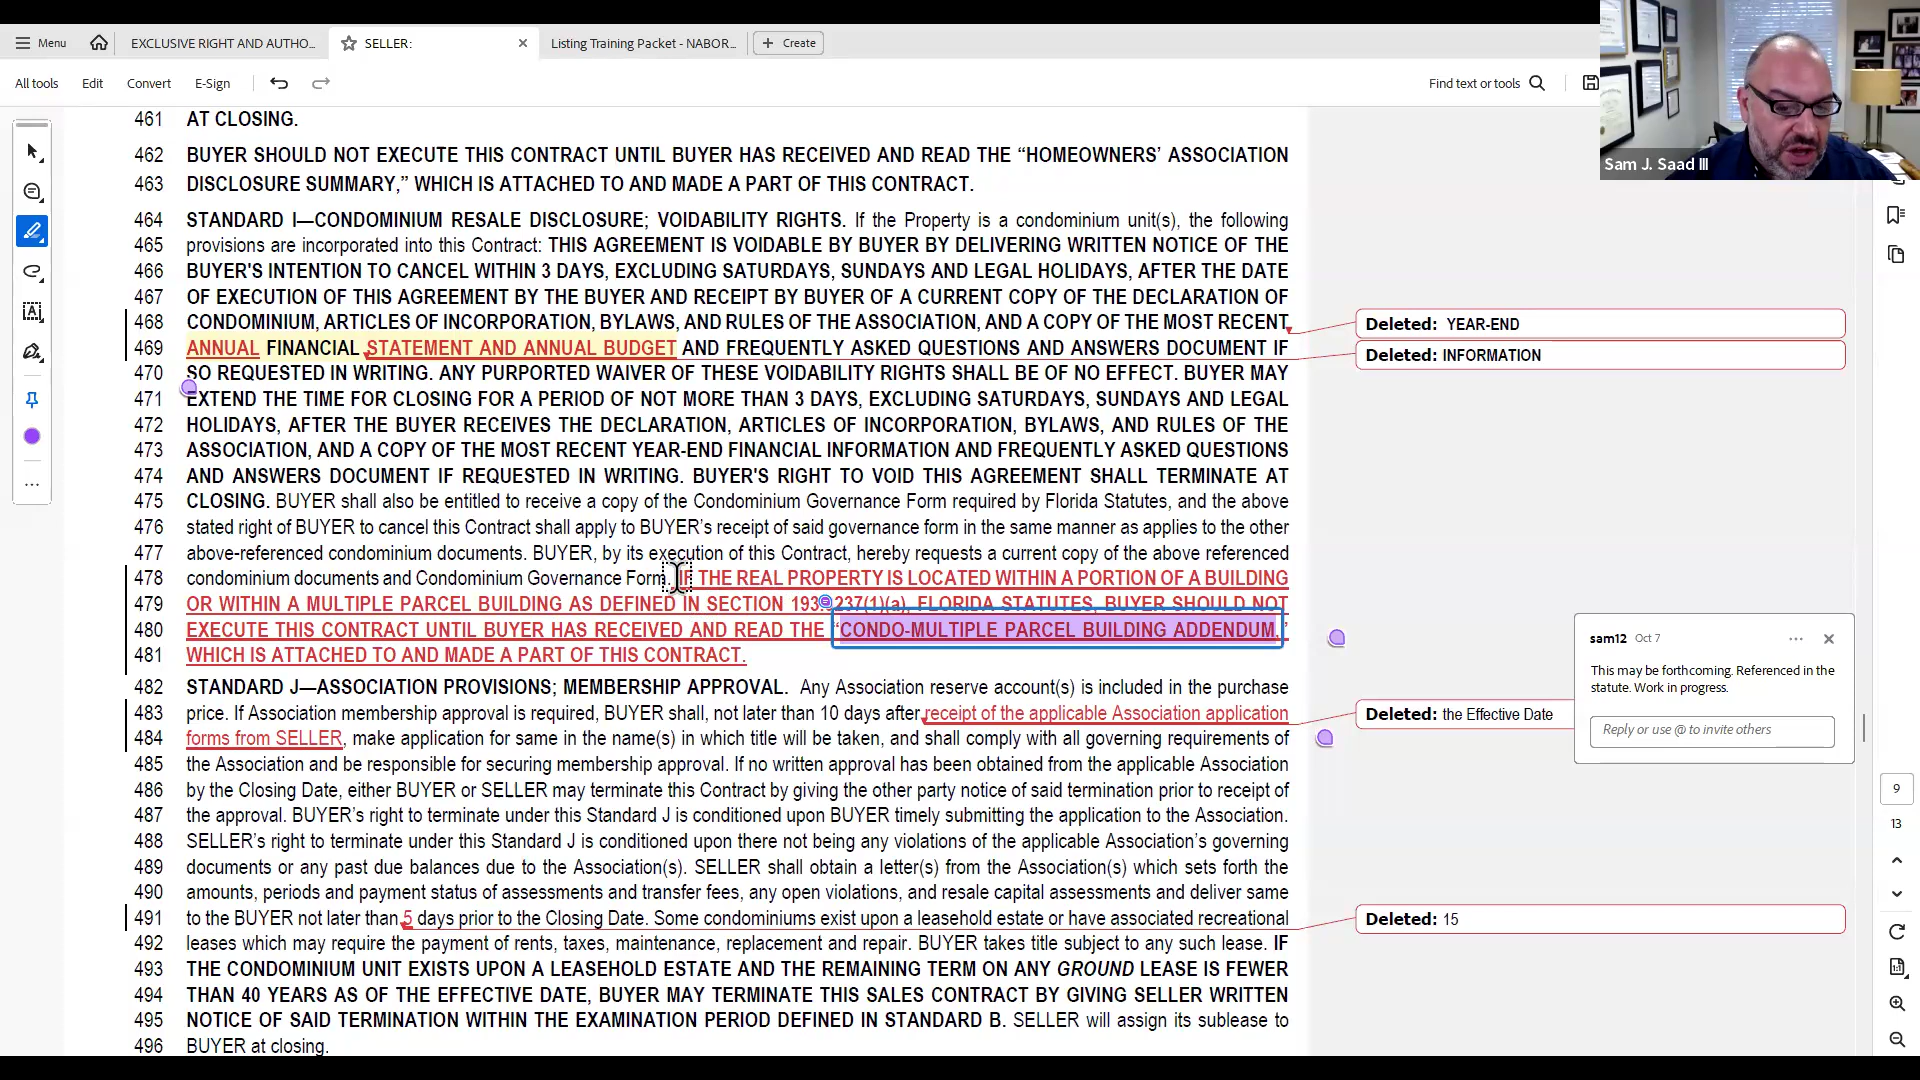 Menu
EXCLUSIVE RIGHT AND AUTHO...
SELLER:
Listing Training Packet - NABOR...
Create
All tools
Edit
Convert
E-Sign
Find text or tools
Sam J. Saad III
461 AT CLOSING.
462 BUYER SHOULD NOT EXECUTE THIS CONTRACT UNTIL BUYER HAS RECEIVED AND READ THE “HOMEOWNERS’ ASSOCIATION
463 DISCLOSURE SUMMARY,” WHICH IS ATTACHED TO AND MADE A PART OF THIS CONTRACT.
464 STANDARD I—CONDOMINIUM RESALE DISCLOSURE; VOIDABILITY RIGHTS. If the Property is a condominium unit(s), the following
465 provisions are incorporated into this Contract: THIS AGREEMENT IS VOIDABLE BY BUYER BY DELIVERING WRITTEN NOTICE OF THE
466 BUYER'S INTENTION TO CANCEL WITHIN 3 DAYS, EXCLUDING SATURDAYS, SUNDAYS AND LEGAL HOLIDAYS, AFTER THE DATE
467 OF EXECUTION OF THIS AGREEMENT BY THE BUYER AND RECEIPT BY BUYER OF A CURRENT COPY OF THE DECLARATION OF
468 CONDOMINIUM, ARTICLES OF INCORPORATION, BYLAWS, AND RULES OF THE ASSOCIATION, AND A COPY OF THE MOST RECENT
Deleted: YEAR-END
469 ANNUAL FINANCIAL STATEMENT AND ANNUAL BUDGET AND FREQUENTLY ASKED QUESTIONS AND ANSWERS DOCUMENT IF
Deleted: INFORMATION
470 SO REQUESTED IN WRITING. ANY PURPORTED WAIVER OF THESE VOIDABILITY RIGHTS SHALL BE OF NO EFFECT. BUYER MAY
471 EXTEND THE TIME FOR CLOSING FOR A PERIOD OF NOT MORE THAN 3 DAYS, EXCLUDING SATURDAYS, SUNDAYS AND LEGAL
472 HOLIDAYS, AFTER THE BUYER RECEIVES THE DECLARATION, ARTICLES OF INCORPORATION, BYLAWS, AND RULES OF THE
473 ASSOCIATION, AND A COPY OF THE MOST RECENT YEAR-END FINANCIAL INFORMATION AND FREQUENTLY ASKED QUESTIONS
474 AND ANSWERS DOCUMENT IF REQUESTED IN WRITING. BUYER'S RIGHT TO VOID THIS AGREEMENT SHALL TERMINATE AT
475 CLOSING. BUYER shall also be entitled to receive a copy of the Condominium Governance Form required by Florida Statutes, and the above
476 stated right of BUYER to cancel this Contract shall apply to BUYER’s receipt of said governance form in the same manner as applies to the other
477 above-referenced condominium documents. BUYER, by its execution of this Contract, hereby requests a current copy of the above referenced
478 condominium documents and Condominium Governance Form. IF THE REAL PROPERTY IS LOCATED WITHIN A PORTION OF A BUILDING
479 OR WITHIN A MULTIPLE PARCEL BUILDING AS DEFINED IN SECTION 193.0237(1)(a), FLORIDA STATUTES, BUYER SHOULD NOT
480 EXECUTE THIS CONTRACT UNTIL BUYER HAS RECEIVED AND READ THE “CONDO-MULTIPLE PARCEL BUILDING ADDENDUM,”
481 WHICH IS ATTACHED TO AND MADE A PART OF THIS CONTRACT.
sam12 Oct 7
This may be forthcoming. Referenced in the
statute. Work in progress.
Reply or use @ to invite others
482 STANDARD J—ASSOCIATION PROVISIONS; MEMBERSHIP APPROVAL. Any Association reserve account(s) is included in the purchase
483 price. If Association membership approval is required, BUYER shall, not later than 10 days after receipt of the applicable Association application
Deleted: the Effective Date
484 forms from SELLER, make application for same in the name(s) in which title will be taken, and shall comply with all governing requirements of
485 the Association and be responsible for securing membership approval. If no written approval has been obtained from the applicable Association
486 by the Closing Date, either BUYER or SELLER may terminate this Contract by giving the other party notice of said termination prior to receipt of
487 the approval. BUYER’s right to terminate under this Standard J is conditioned upon BUYER timely submitting the application to the Association.
488 SELLER’s right to terminate under this Standard J is conditioned upon there not being any violations of the applicable Association’s governing
489 documents or any past due balances due to the Association(s). SELLER shall obtain a letter(s) from the Association(s) which sets forth the
490 amounts, periods and payment status of assessments and transfer fees, any open violations, and resale capital assessments and deliver same
491 to the BUYER not later than 5 days prior to the Closing Date. Some condominiums exist upon a leasehold estate or have associated recreational
Deleted: 15
492 leases which may require the payment of rents, taxes, maintenance, replacement and repair. BUYER takes title subject to any such lease. IF
493 THE CONDOMINIUM UNIT EXISTS UPON A LEASEHOLD ESTATE AND THE REMAINING TERM ON ANY GROUND LEASE IS FEWER
494 THAN 40 YEARS AS OF THE EFFECTIVE DATE, BUYER MAY TERMINATE THIS SALES CONTRACT BY GIVING SELLER WRITTEN
495 NOTICE OF SAID TERMINATION WITHIN THE EXAMINATION PERIOD DEFINED IN STANDARD B. SELLER will assign its sublease to
496 BUYER at closing.
9
13